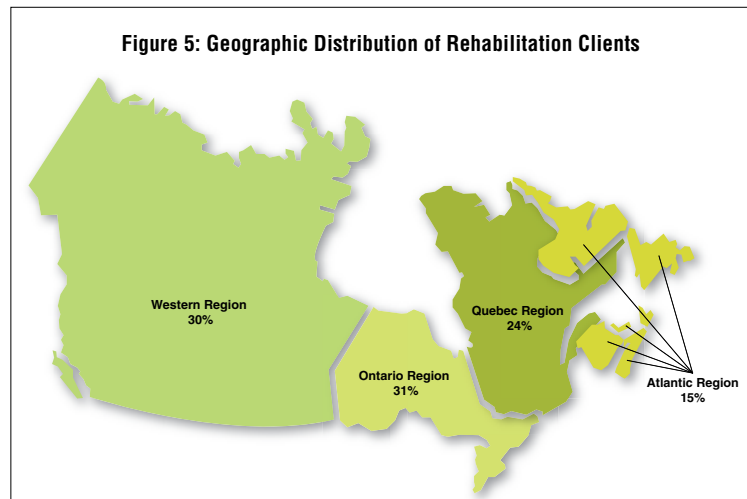 Figure 5: Geographic Distribution of Rehabilitation Clients
Western Region
30%
Ontario Region
31%
Quebec Region
24%
Atlantic Region
15%